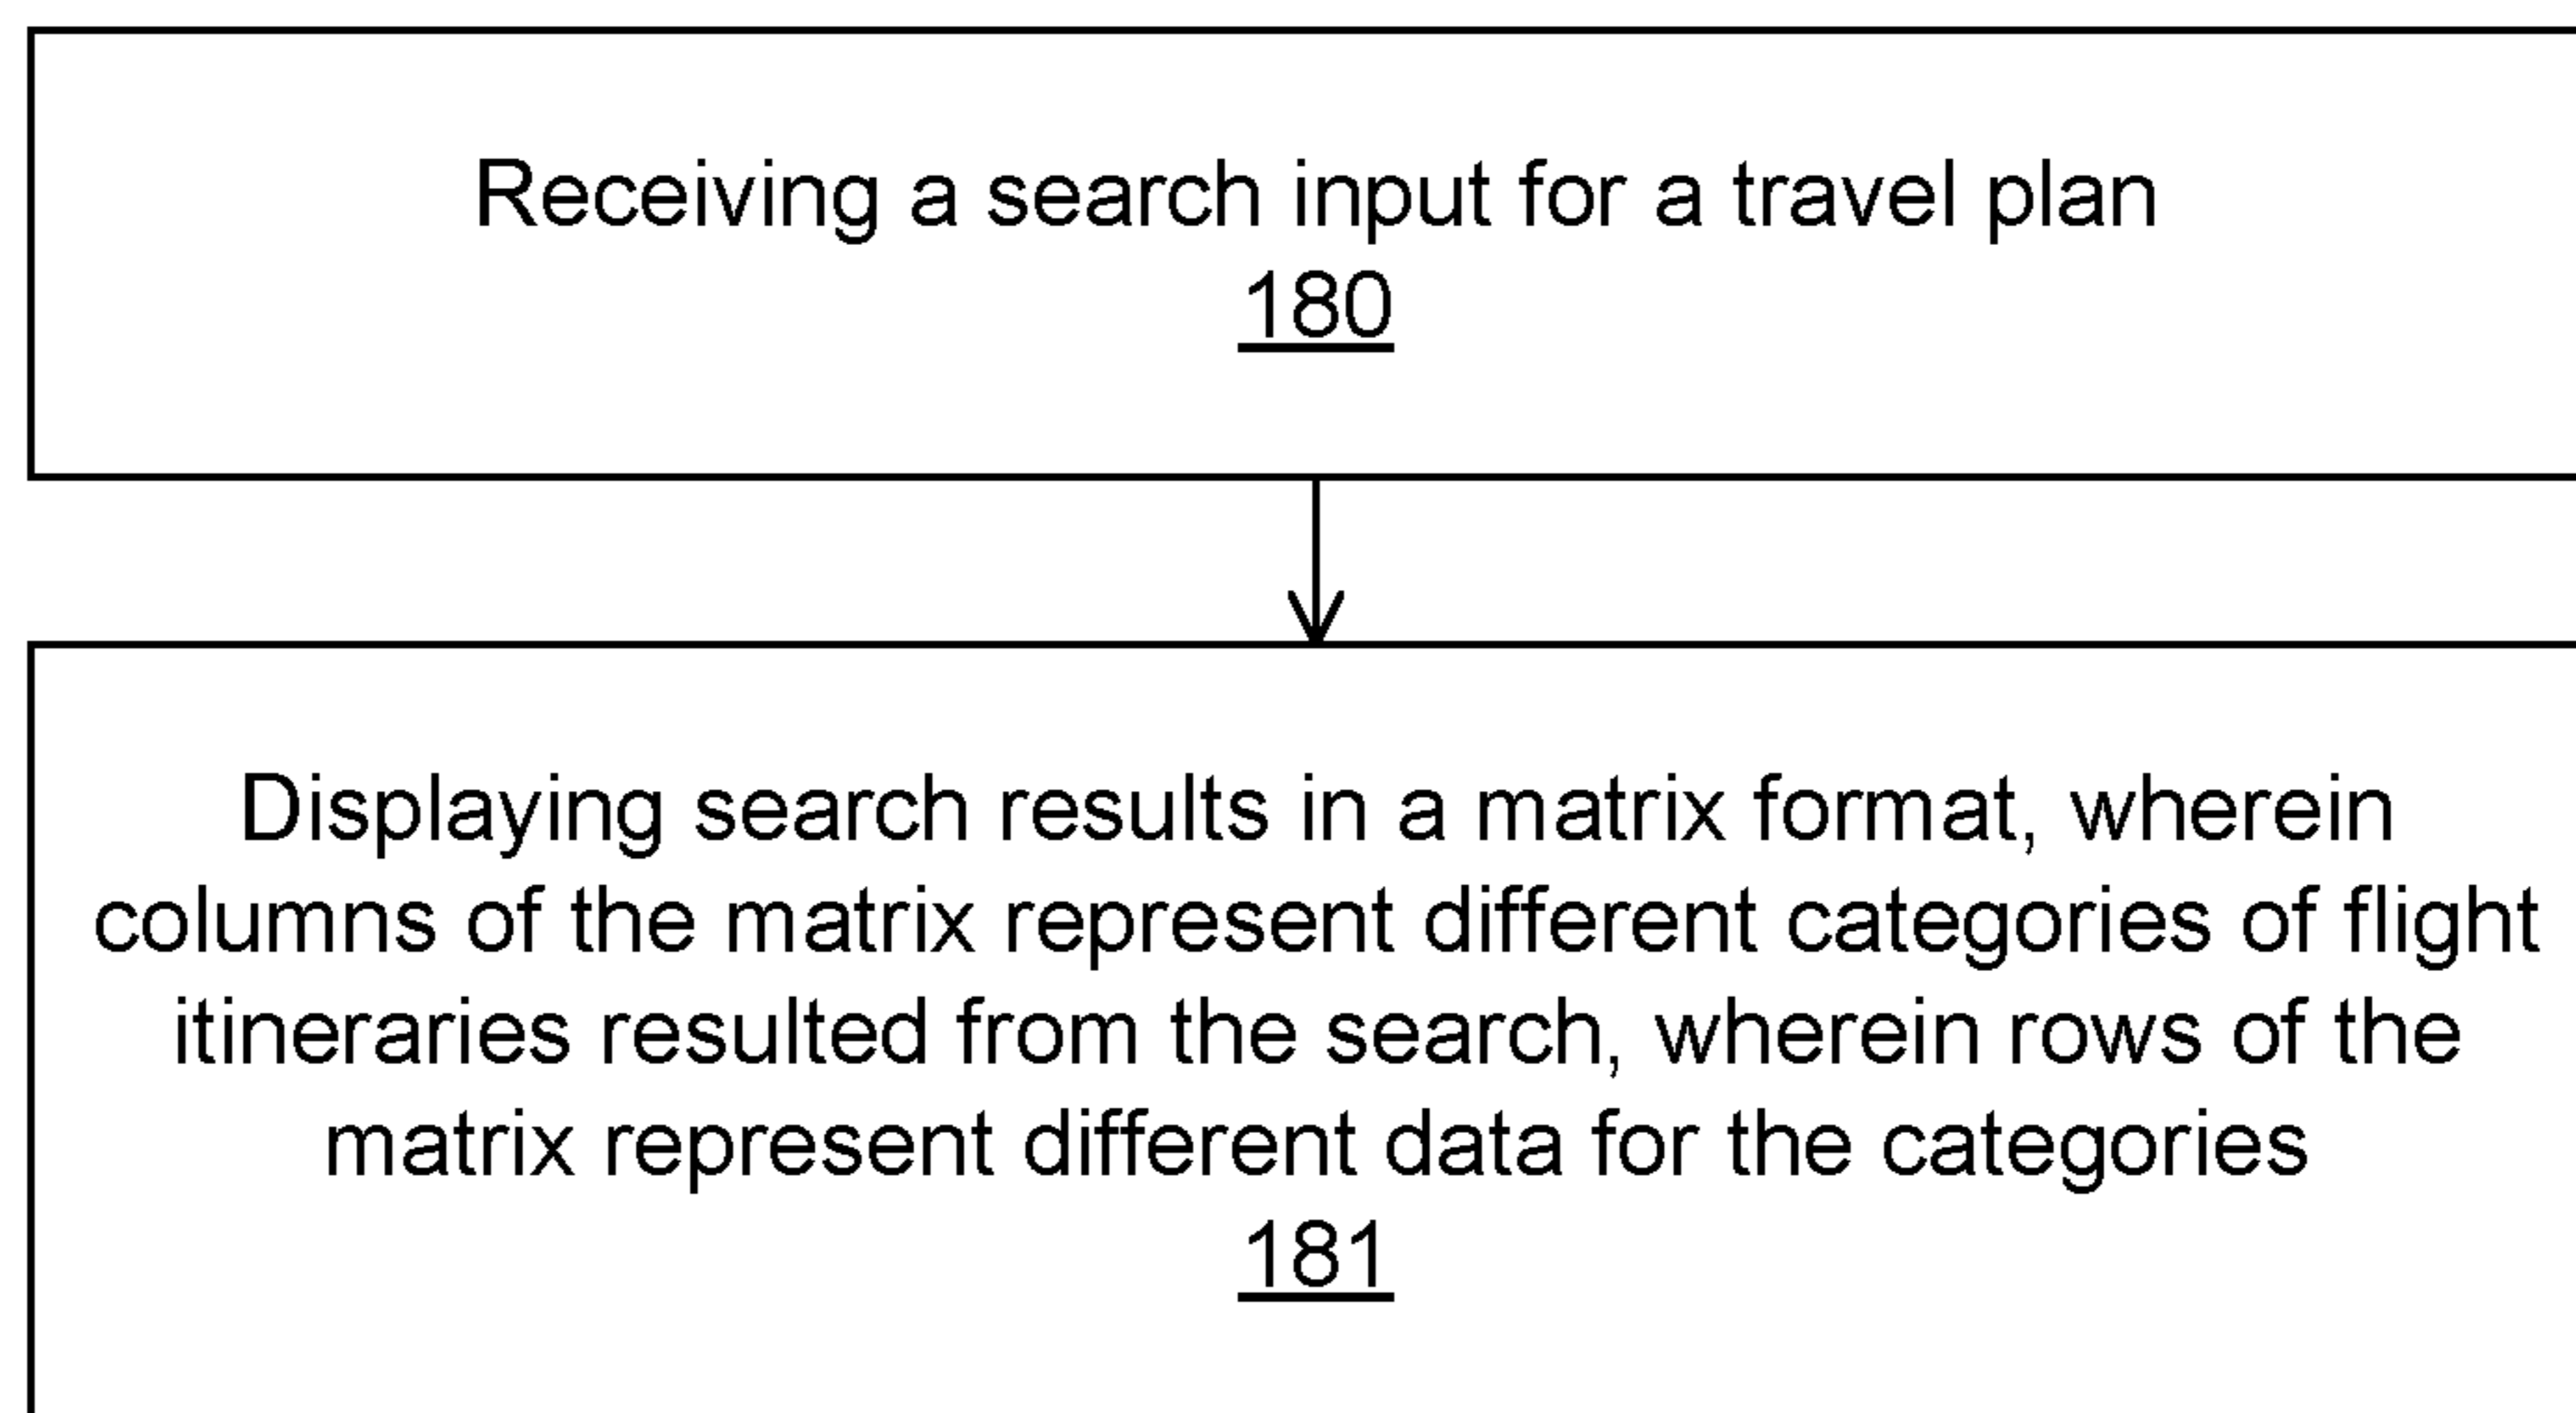 Receiving a search input for a travel plan
180
Displaying search results in a matrix format, wherein
columns of the matrix represent different categories of flight
itineraries resulted from the search, wherein rows of the
matrix represent different data for the categories
181